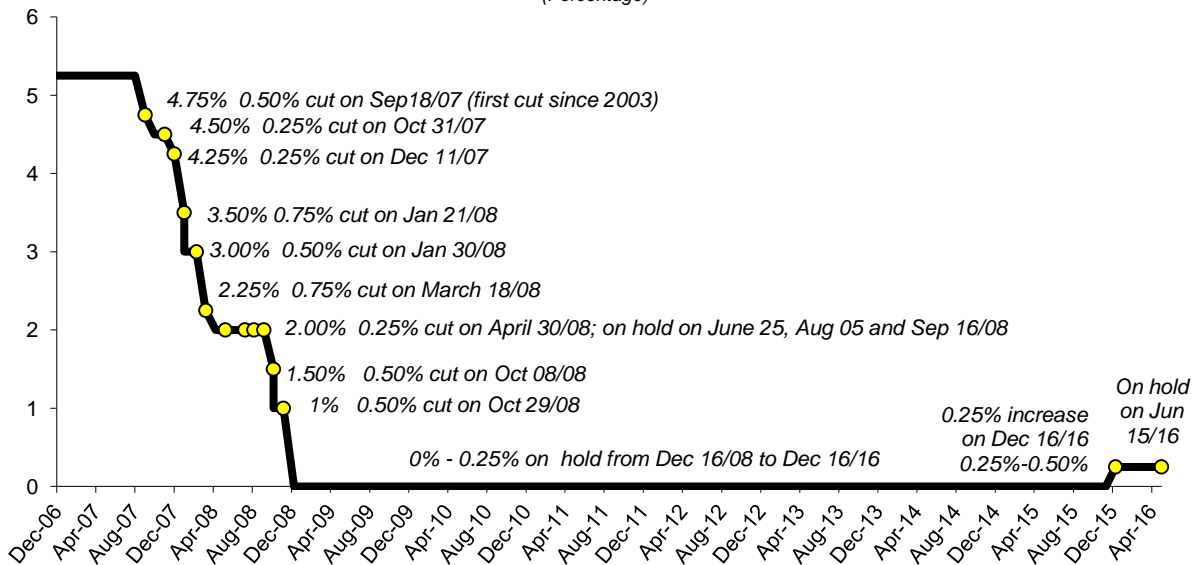 (Percentage)
6
5
4
3
2
1
0
4.75%  0.50% cut on Sep18/07 (first cut since 2003)
4.50%  0.25% cut on Oct 31/07
4.25%  0.25% cut on Dec 11/07
3.50% 0.75% cut on Jan 21/08
3.00%  0.50% cut on Jan 30/08
2.25%  0.75% cut on March 18/08
2.00%  0.25% cut on April 30/08; on hold on June 25, Aug 05 and Sep 16/08
1.50%  0.50% cut on Oct 08/08
1%  0.50% cut on Oct 29/08
0% - 0.25% on  hold from Dec 16/08 to Dec 16/16
0.25% increase
on Dec 16/16
0.25%-0.50%
On hold
on Jun
15/16
Dec-06
Apr-07
Aug-07
Dec-07
Apr-08
Aug-08
Dec-08
Apr-09
Aug-09
Dec-09
Apr-10
Aug-10
Dec-10
Apr-11
Aug-11
Dec-11
Apr-12
Aug-12
Dec-12
Apr-13
Aug-13
Dec-13
Apr-14
Aug-14
Dec-14
Apr-15
Aug-15
Dec-15
Apr-16